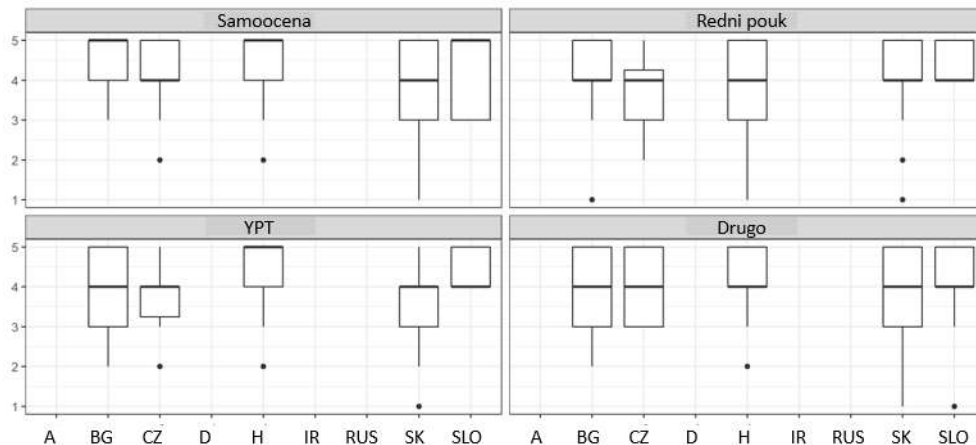 Samoocena
Redni pouk
5
4
3
2
1
YPT
Drugo
5
4
3
2
1
A BG CZ D H IR RUS SK SLO
A BG CZ D H IR RUS SK SLO